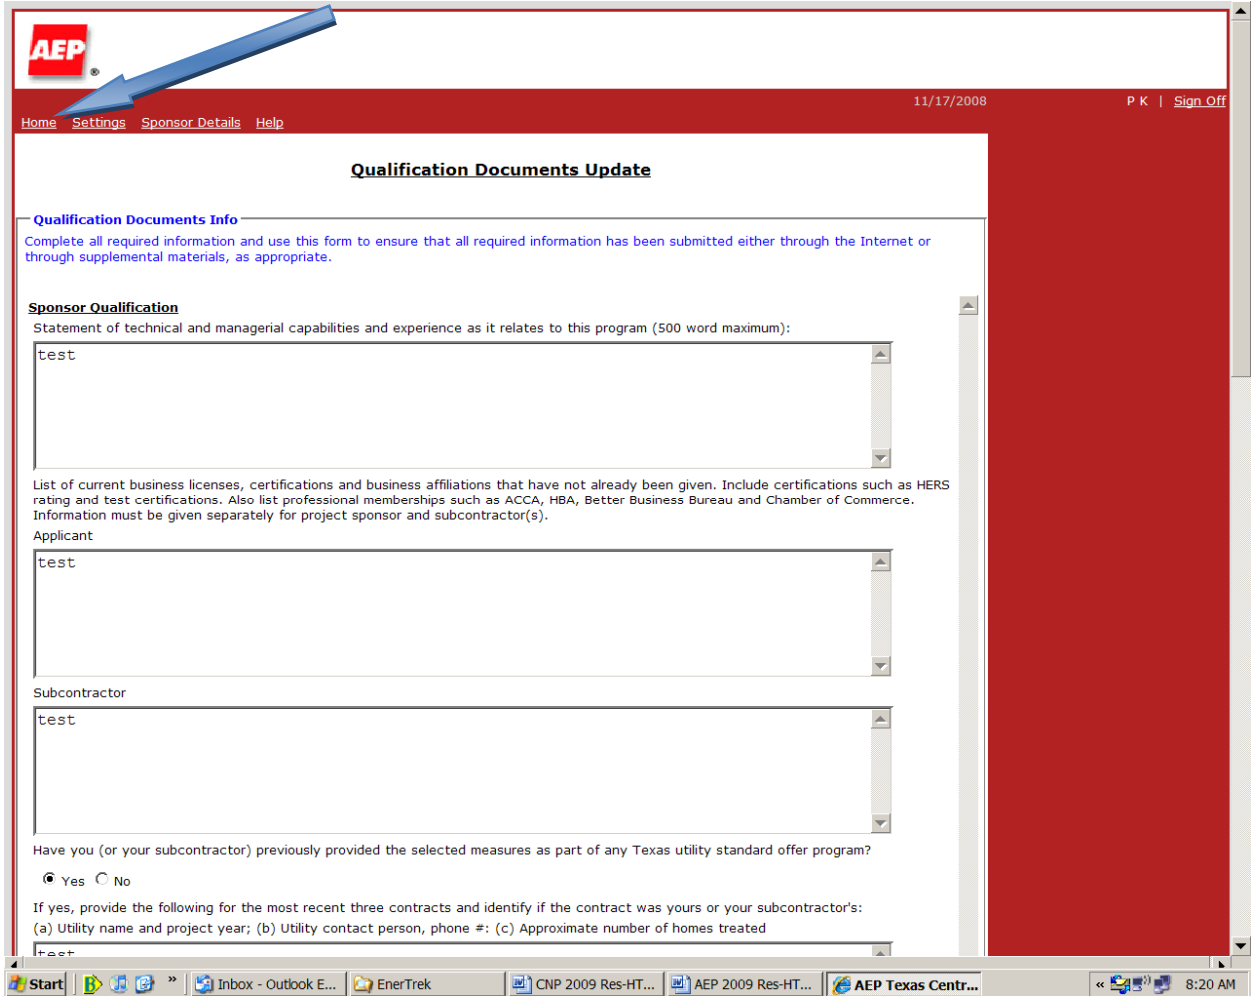 AEP
®
11/17/2008 P K | Sign Off
Home Settings Sponsor Details Help
Qualification Documents Update
Qualification Documents Info
Complete all required information and use this form to ensure that all required information has been submitted either through the Internet or
through supplemental materials, as appropriate.
Sponsor Qualification
Statement of technical and managerial capabilities and experience as it relates to this program (500 word maximum):
test
List of current business licenses, certifications and business affiliations that have not already been given. Include certifications such as HERS
rating and test certifications. Also list professional memberships such as ACCA, HBA, Better Business Bureau and Chamber of Commerce.
Information must be given separately for project sponsor and subcontractor(s).
Applicant
test
Subcontractor
test
Have you (or your subcontractor) previously provided the selected measures as part of any Texas utility standard offer program?
Yes No
If yes, provide the following for the most recent three contracts and identify if the contract was yours or your subcontractor's:
(a) Utility name and project year; (b) Utility contact person, phone #: (c) Approximate number of homes treated
test
Start » Inbox - Outlook E... EnerTrek CNP 2009 Res-HT... AEP 2009 Res-HT... AEP Texas Centr... « 8:20 AM